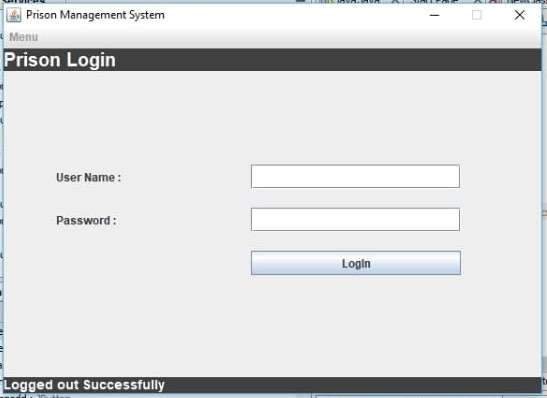 Prison Management System
Menu
Prison Login
User Name :
Password :
LogIn
Logged out Successfully